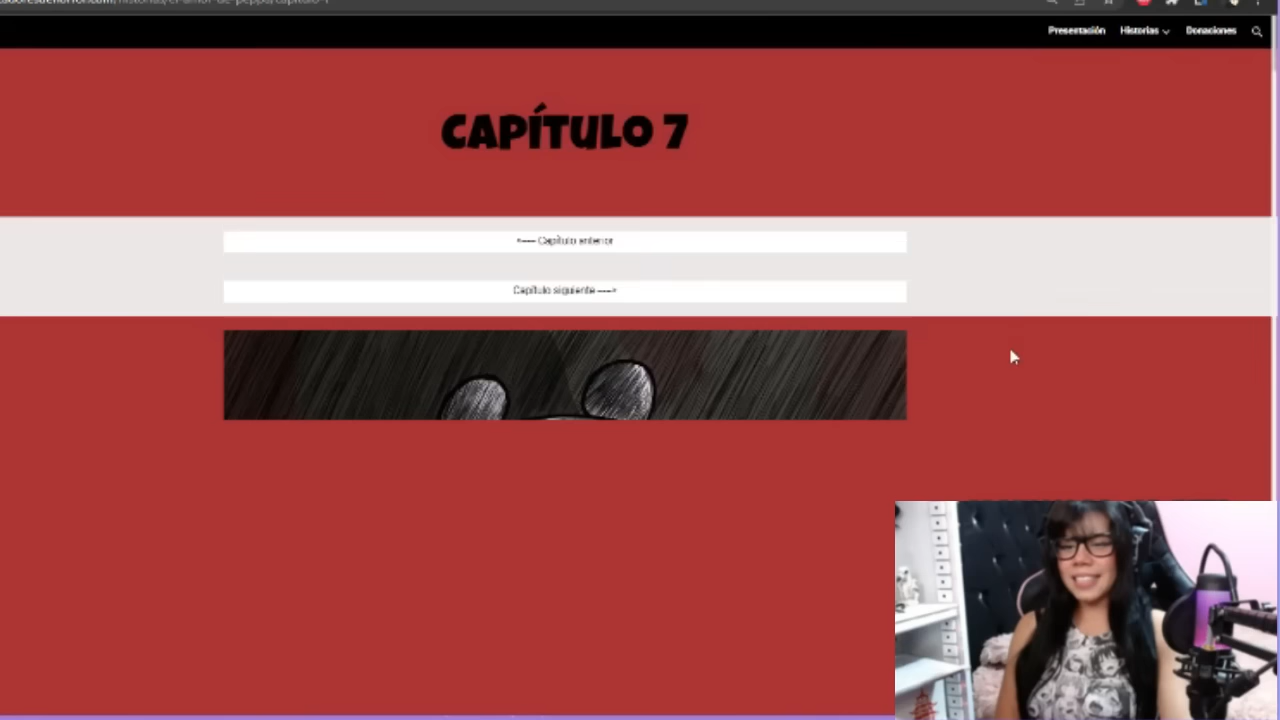 Presentación Historias Donaciones
CAPÍTULO 7
<---- Capítulo anterior
Capítulo siguiente ---->